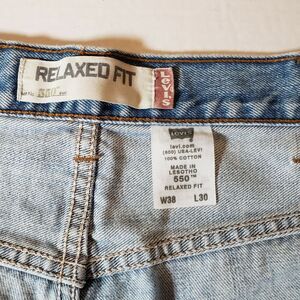 RELAXED FIT
550
LEVI'S
LEVI'S
levi.com
(800) USA-LEVI
100% COTTON
MADE IN
LESOTHO
550™
RELAXED FIT
W38 L30